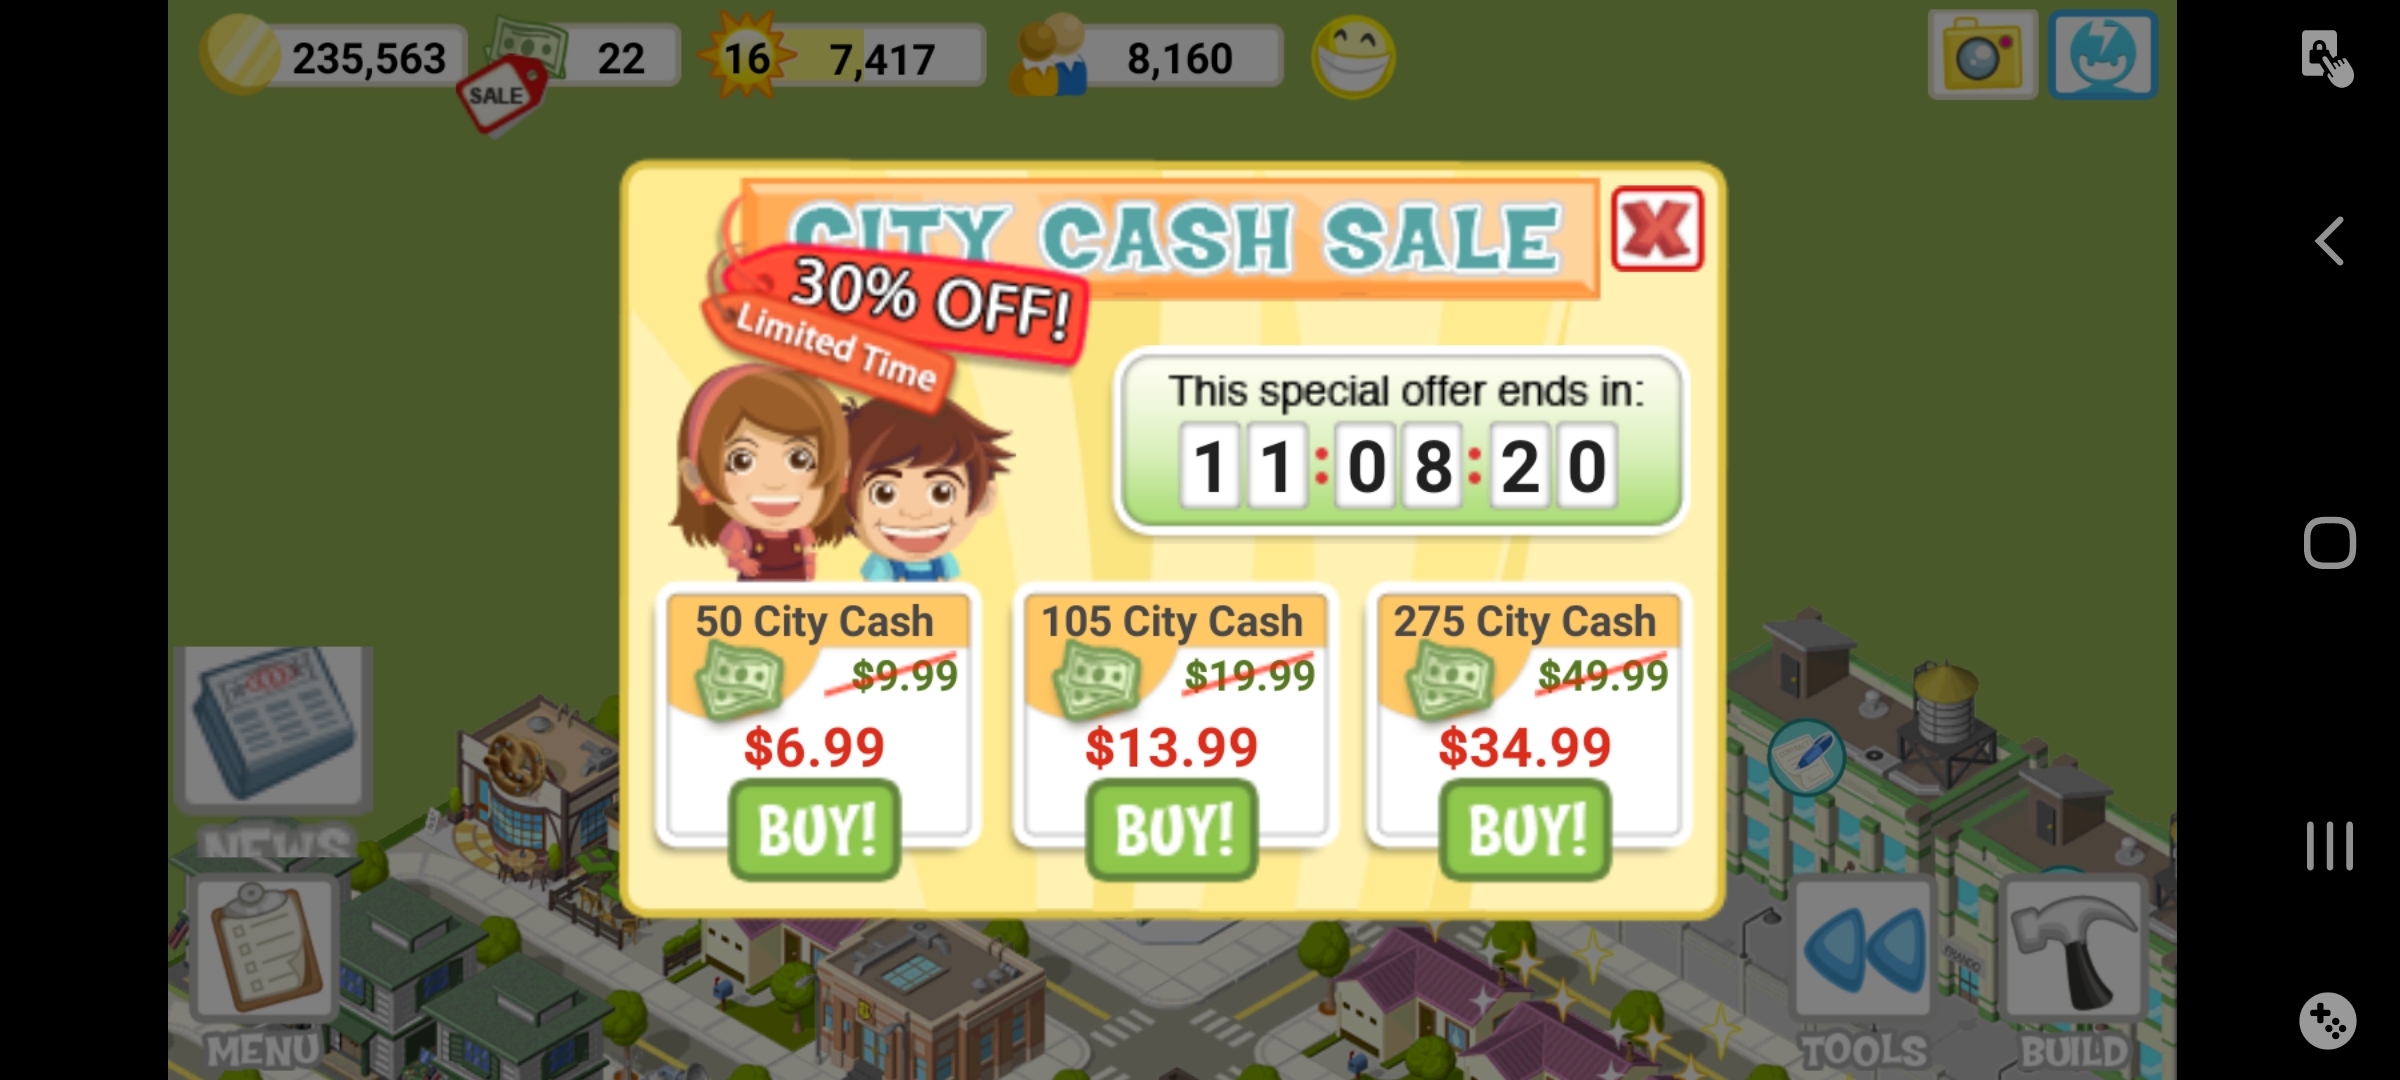 235,563
22
16
7,417
8,160
SALE
CITY CASH SALE
30% OFF!
Limited Time
This special offer ends in:
11:08:20
50 City Cash
$9.99
$6.99
BUY!
105 City Cash
$19.99
$13.99
BUY!
275 City Cash
$49.99
$34.99
BUY!
NEWS
MENU
TOOLS
BUILD